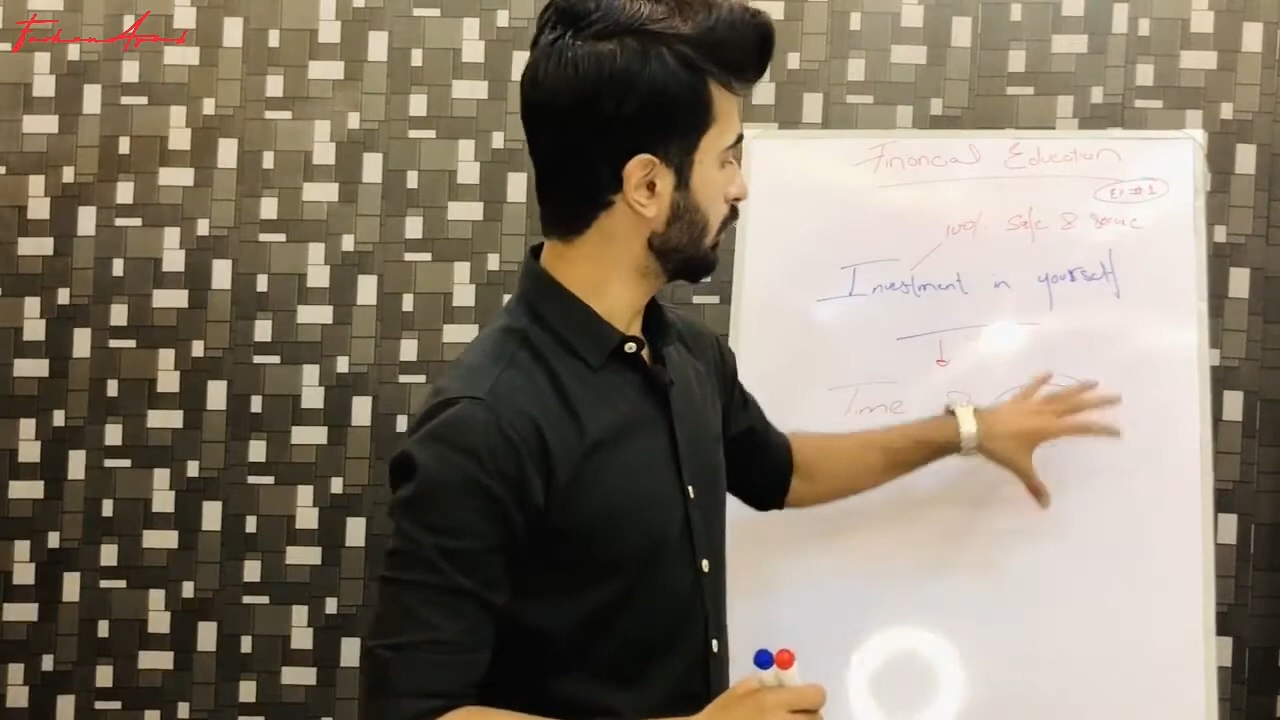 Financial Education
EP #1
100% Safe & Secure
Investment in yourself
Time &